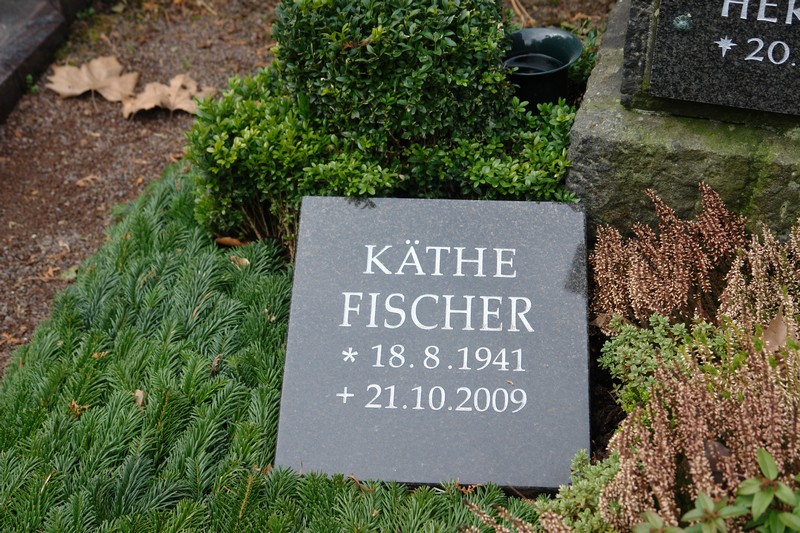 KÄTHE
FISCHER
* 18.8.1941
+ 21.10.2009